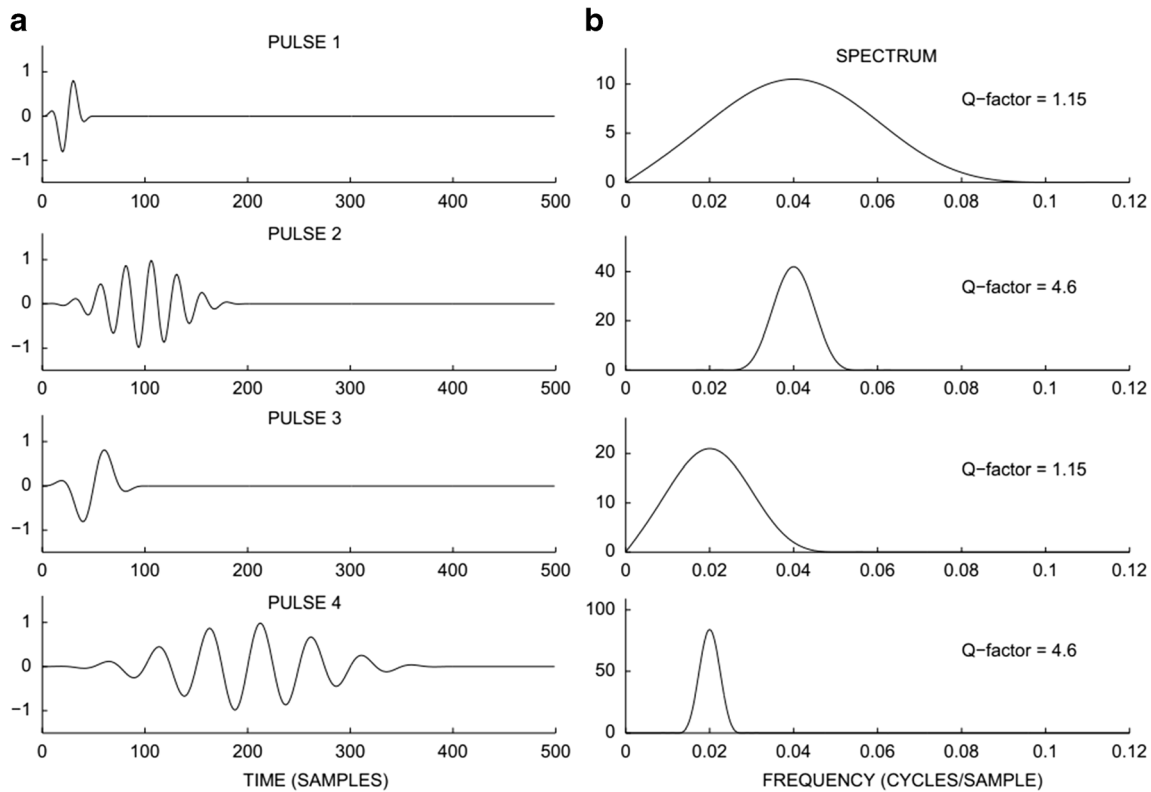 a
PULSE 1
1
0
−1
0 100 200 300 400 500
PULSE 2
1
0
−1
0 100 200 300 400 500
PULSE 3
1
0
−1
0 100 200 300 400 500
PULSE 4
1
0
−1
0 100 200 300 400 500
TIME (SAMPLES)
b
SPECTRUM
Q−factor = 1.15
10
5
0
0 0.02 0.04 0.06 0.08 0.1 0.12
Q−factor = 4.6
40
20
0
0 0.02 0.04 0.06 0.08 0.1 0.12
Q−factor = 1.15
20
10
0
0 0.02 0.04 0.06 0.08 0.1 0.12
Q−factor = 4.6
100
50
0
0 0.02 0.04 0.06 0.08 0.1 0.12
FREQUENCY (CYCLES/SAMPLE)